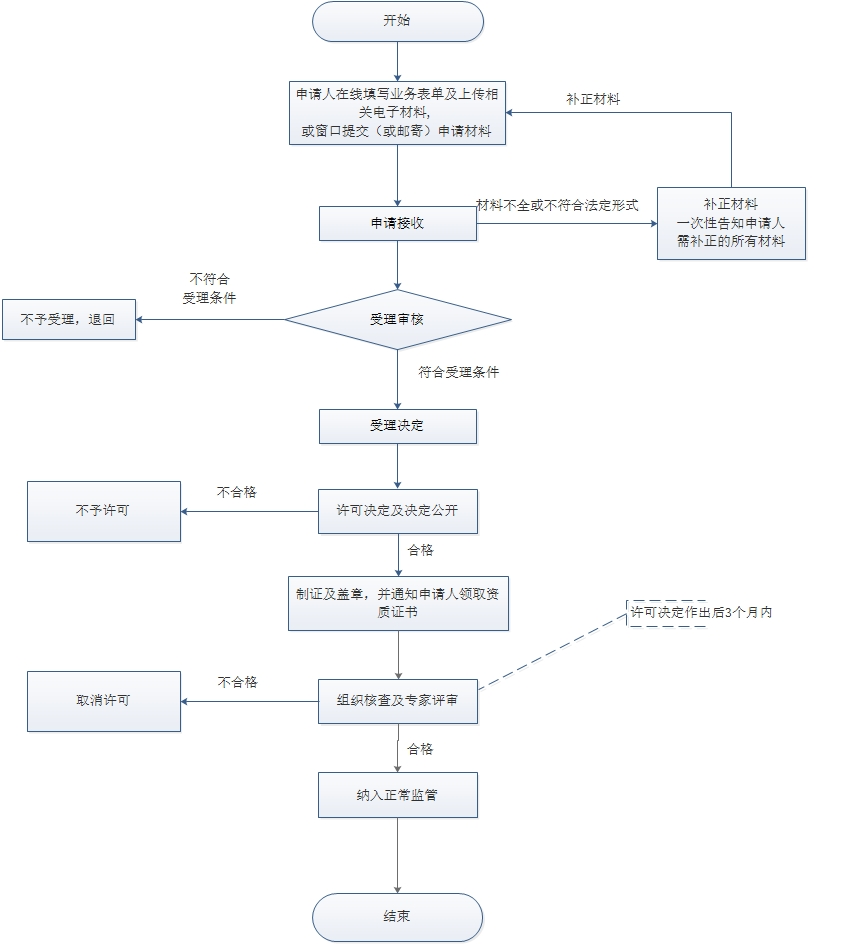 开始
申请人在线填写业务表单及上传相
关电子材料,
或窗口提交（或邮寄）申请材料
补正材料
申请接收
材料不全或不符合法定形式
补正材料
一次性告知申请人
需补正的所有材料
不符合
受理条件
不予受理，退回
受理审核
符合受理条件
受理决定
不予许可
不合格
许可决定及决定公开
合格
制证及盖章，并通知申请人领取资
质证书
许可决定作出后3个月内
取消许可
不合格
组织核查及专家评审
合格
纳入正常监管
结束